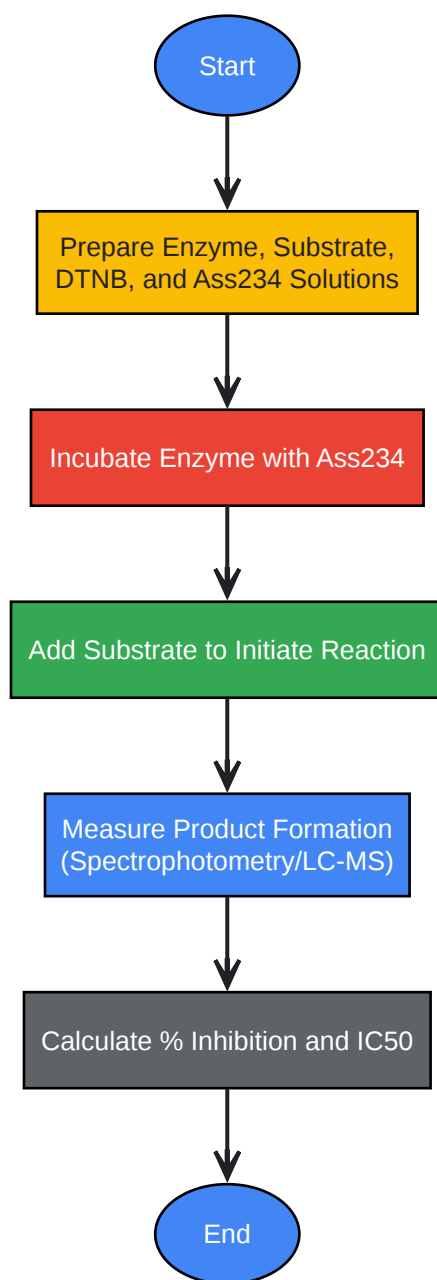 Start
Prepare Enzyme, Substrate,
DTNB, and Ass234 Solutions
Incubate Enzyme with Ass234
Add Substrate to Initiate Reaction
Measure Product Formation
(Spectrophotometry/LC-MS)
Calculate % Inhibition and IC50
End